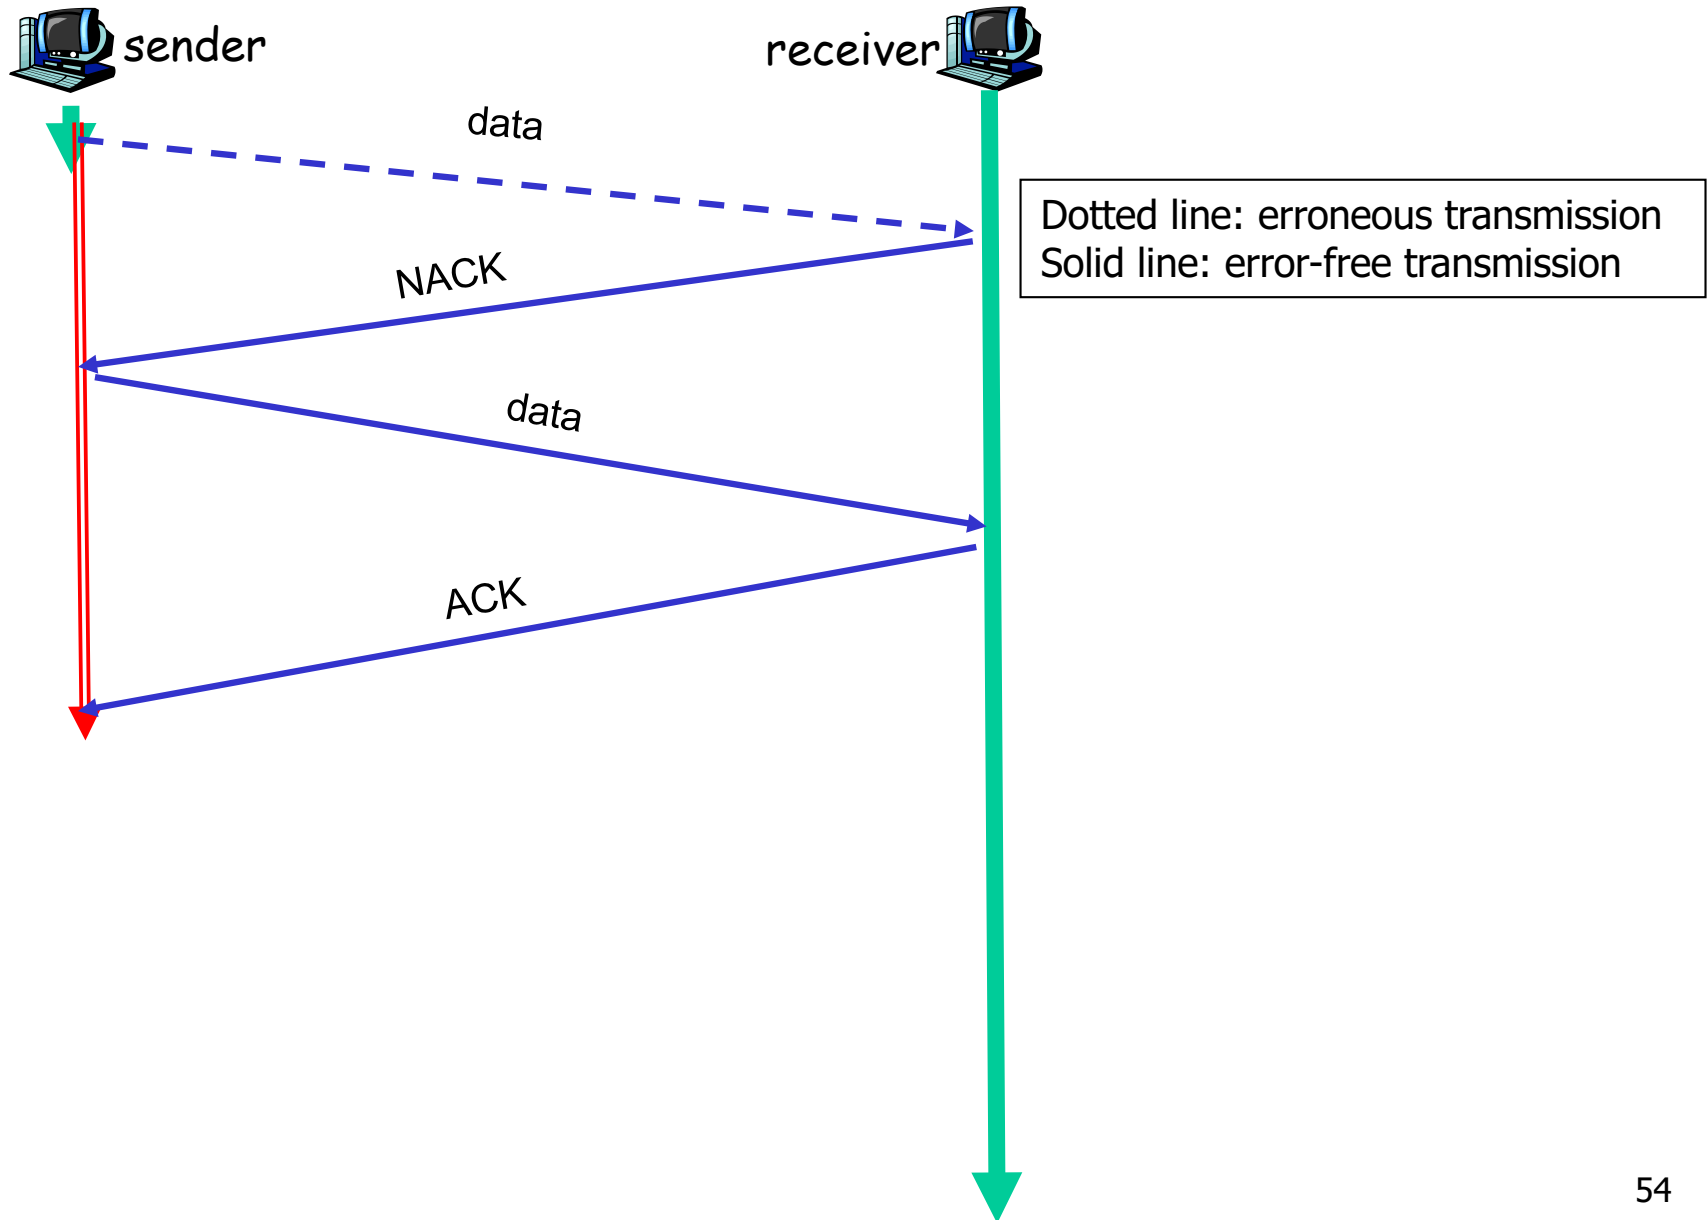 sender
receiver
data
Dotted line: erroneous transmission
Solid line: error-free transmission
NACK
data
ACK
54